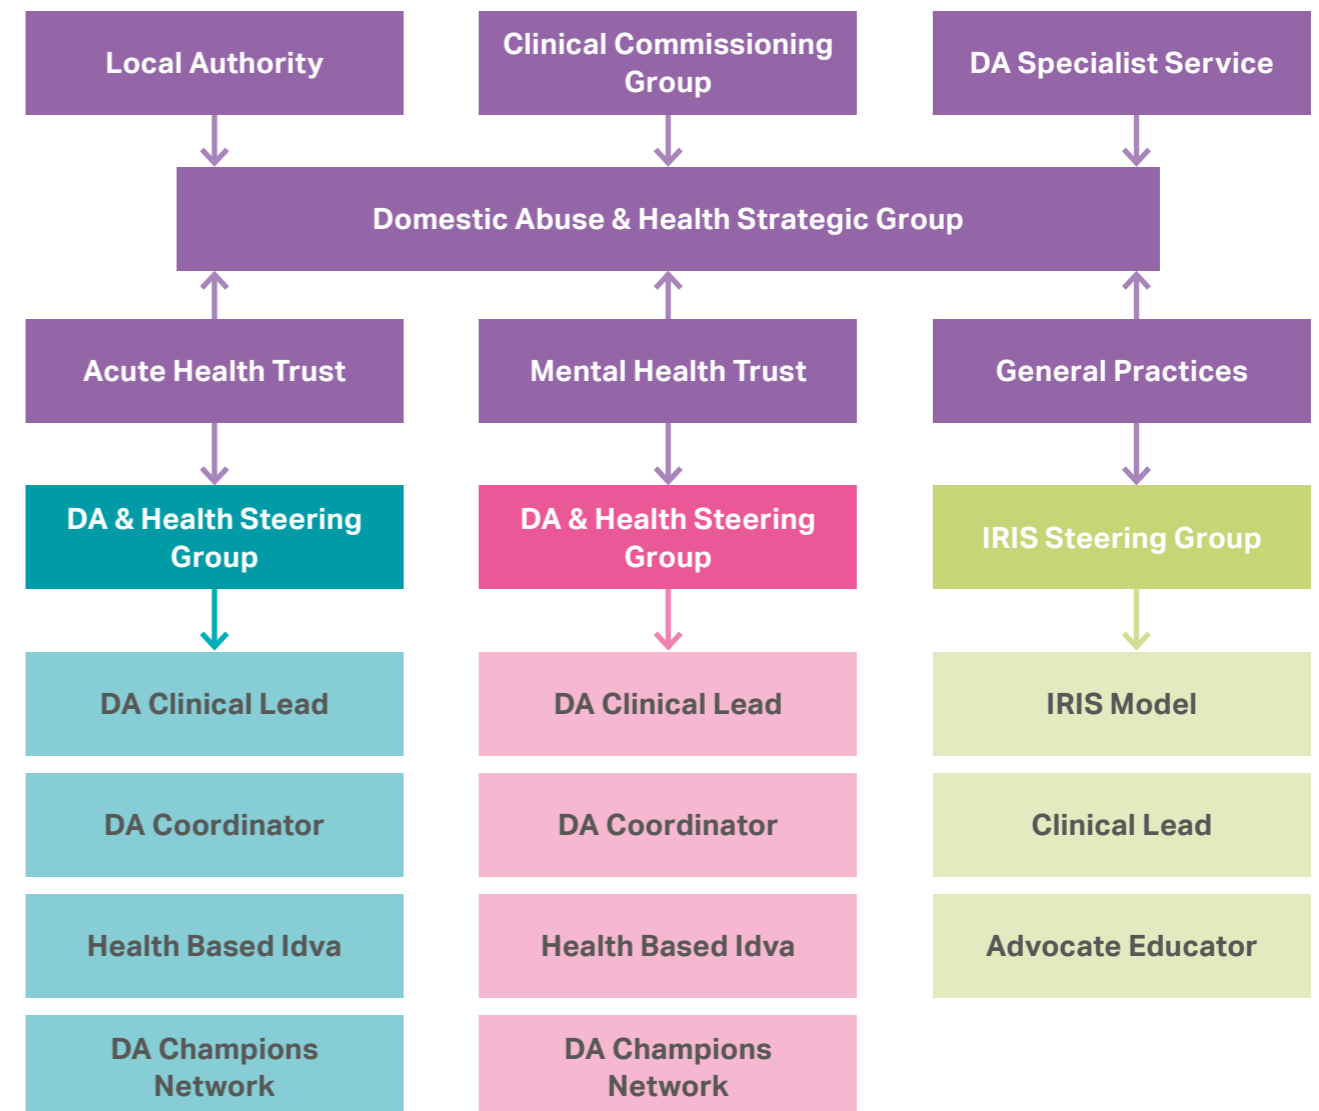 Local Authority
Clinical Commissioning
Group
DA Specialist Service
Domestic Abuse & Health Strategic Group
Acute Health Trust
Mental Health Trust
General Practices
DA & Health Steering
Group
DA & Health Steering
Group
IRIS Steering Group
DA Clinical Lead
DA Clinical Lead
IRIS Model
DA Coordinator
DA Coordinator
Clinical Lead
Health Based Idva
Health Based Idva
Advocate Educator
DA Champions
Network
DA Champions
Network